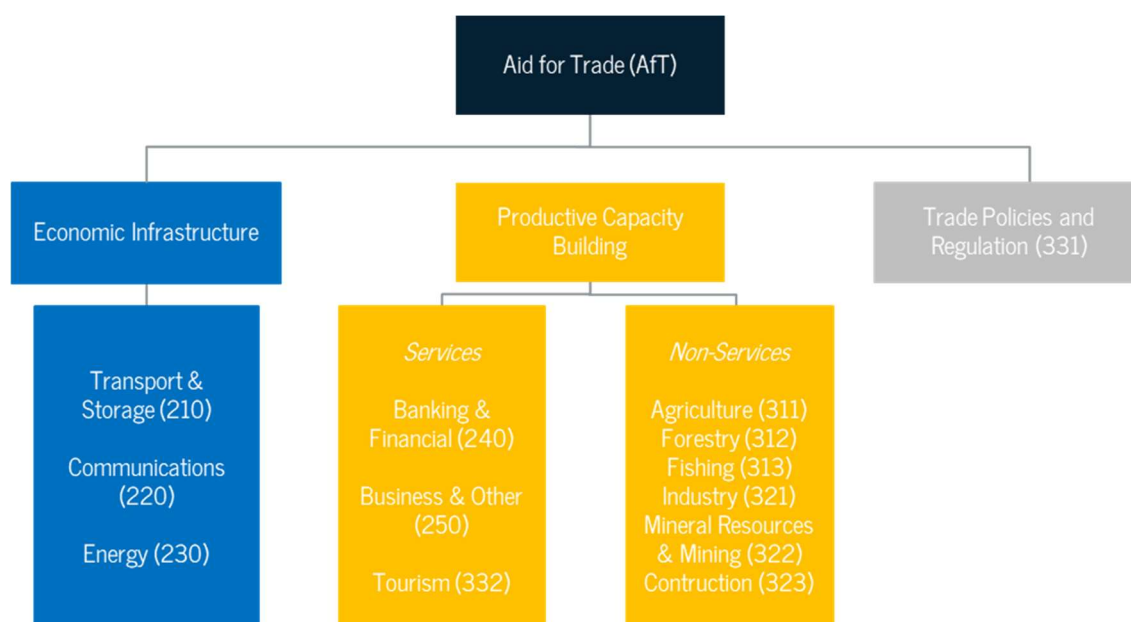 Aid for Trade (AfT)
Economic Infrastructure
Productive Capacity
Building
Trade Policies and
Regulation (331)
Transport &
Storage (210)
Communications
(220)
Energy (230)
Services
Banking &
Financial (240)
Business & Other
(250)
Tourism (332)
Non-Services
Agriculture (311)
Forestry (312)
Fishing (313)
Industry (321)
Mineral Resources
& Mining (322)
Contruction (323)